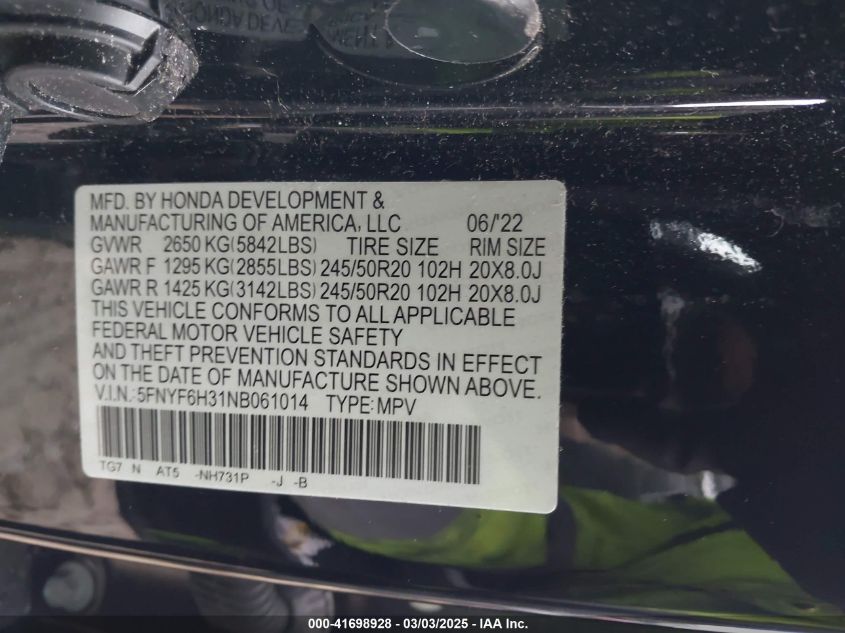 MFD. BY HONDA DEVELOPMENT &
MANUFACTURING OF AMERICA, LLC 06/'22
GVWR 2650 KG(5842LBS) TIRE SIZE RIM SIZE
GAWR F 1295 KG(2855LBS) 245/50R20 102H 20X8.0J
GAWR R 1425 KG(3142LBS) 245/50R20 102H 20X8.0J
THIS VEHICLE CONFORMS TO ALL APPLICABLE
FEDERAL MOTOR VEHICLE SAFETY
AND THEFT PREVENTION STANDARDS IN EFFECT
ON THE DATE OF MANUFACTURE SHOWN ABOVE.
V.I.N.:5FNYF6H31NB061014 TYPE:MPV
TG7 N AT5 -NH731P -J -B
000-41698928 - 03/03/2025 - IAA Inc.